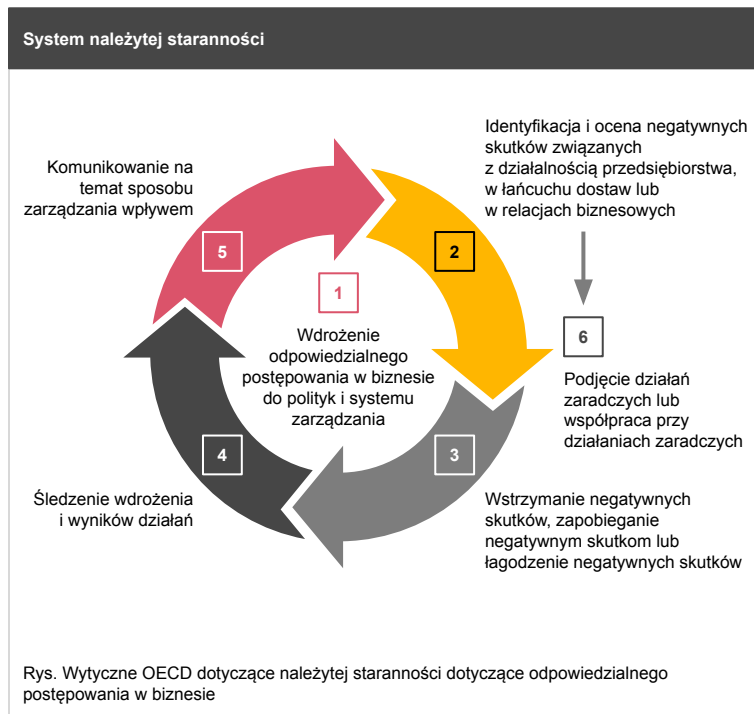 System należytej staranności
1
Wdrożenie
odpowiedzialnego
postępowania w biznesie
do polityk i systemu
zarządzania
2
Identyfikacja i ocena negatywnych
skutków związanych
z działalnością przedsiębiorstwa,
w łańcuchu dostaw lub
w relacjach biznesowych
3
Wstrzymanie negatywnych
skutków, zapobieganie
negatywnym skutkom lub
łagodzenie negatywnych skutków
4
Śledzenie wdrożenia
i wyników działań
5
Komunikowanie na
temat sposobu
zarządzania wpływem
6
Podjęcie działań
zaradczych lub
współpraca przy
działaniach zaradczych
Rys. Wytyczne OECD dotyczące należytej staranności dotyczące odpowiedzialnego
postępowania w biznesie